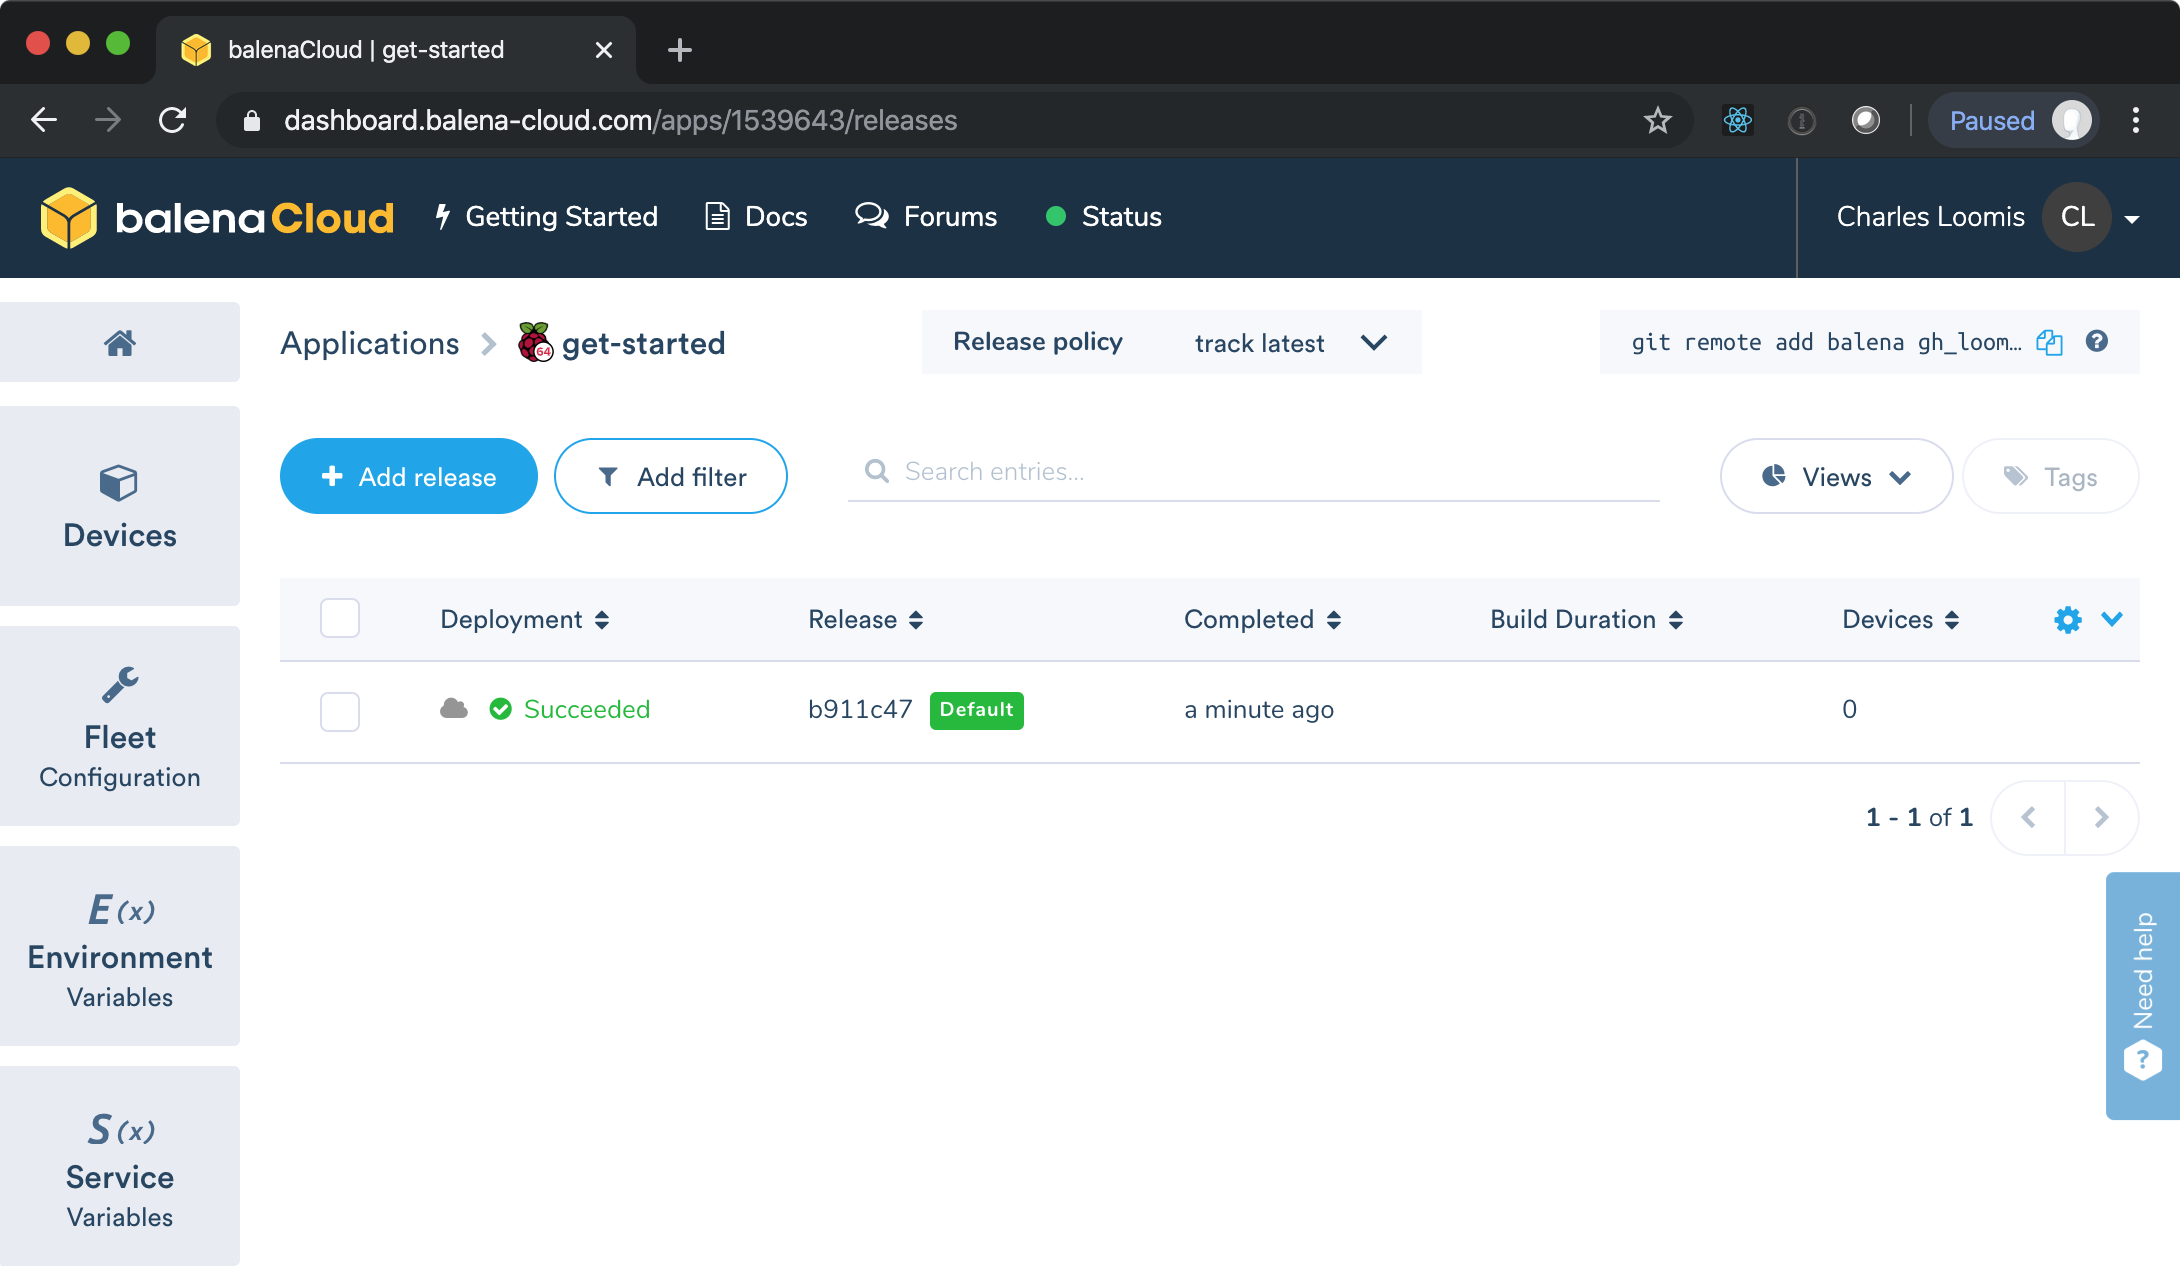 balenaCloud | get-started
dashboard.balena-cloud.com/apps/1539643/releases
Paused
balenaCloud
Getting Started
Docs
Forums
Status
Charles Loomis
CL
Applications
64
get-started
Release policy
track latest
git remote add balena gh_loom…
Add release
Add filter
Search entries...
Views
Tags
Devices
Fleet
Configuration
E(x)
Environment
Variables
S(x)
Service
Variables
Deployment
Release
Completed
Build Duration
Devices
Succeeded
b911c47
Default
a minute ago
0
1 - 1 of 1
Need help
?